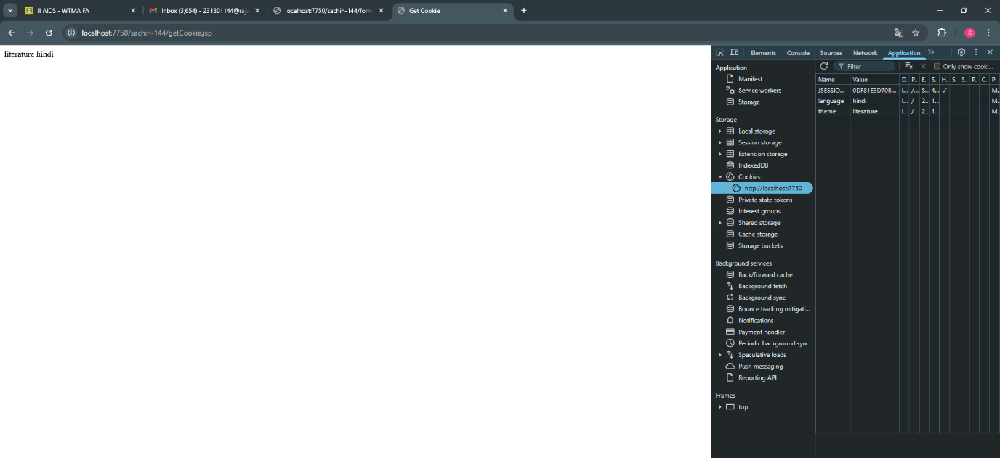 II AIDS - WTMA FA
Inbox (3,654) - 231801144@raja
localhost:7750/sachin-144/form
Get Cookie
localhost:7750/sachin-144/getCookie.jsp
S
literature hindi
Elements Console Sources Network Application
Application
Manifest
Service workers
Storage
Storage
Local storage
Session storage
Extension storage
IndexedDB
Cookies
http://localhost:7750
Private state tokens
Interest groups
Shared storage
Cache storage
Storage buckets
Background services
Back/forward cache
Background fetch
Background sync
Bounce tracking mitigati...
Notifications
Payment handler
Periodic background sync
Speculative loads
Push messaging
Reporting API
Frames
top
Filter Only show cooki...
Name Value D. P.. E. S. H. S. S.. P. C. P.
JSESSIO... 0DF81E3D70B... l... /... S... 4... ✓ M.
language hindi l... / 2... 1... M.
theme literature l... / 2... 1... M.